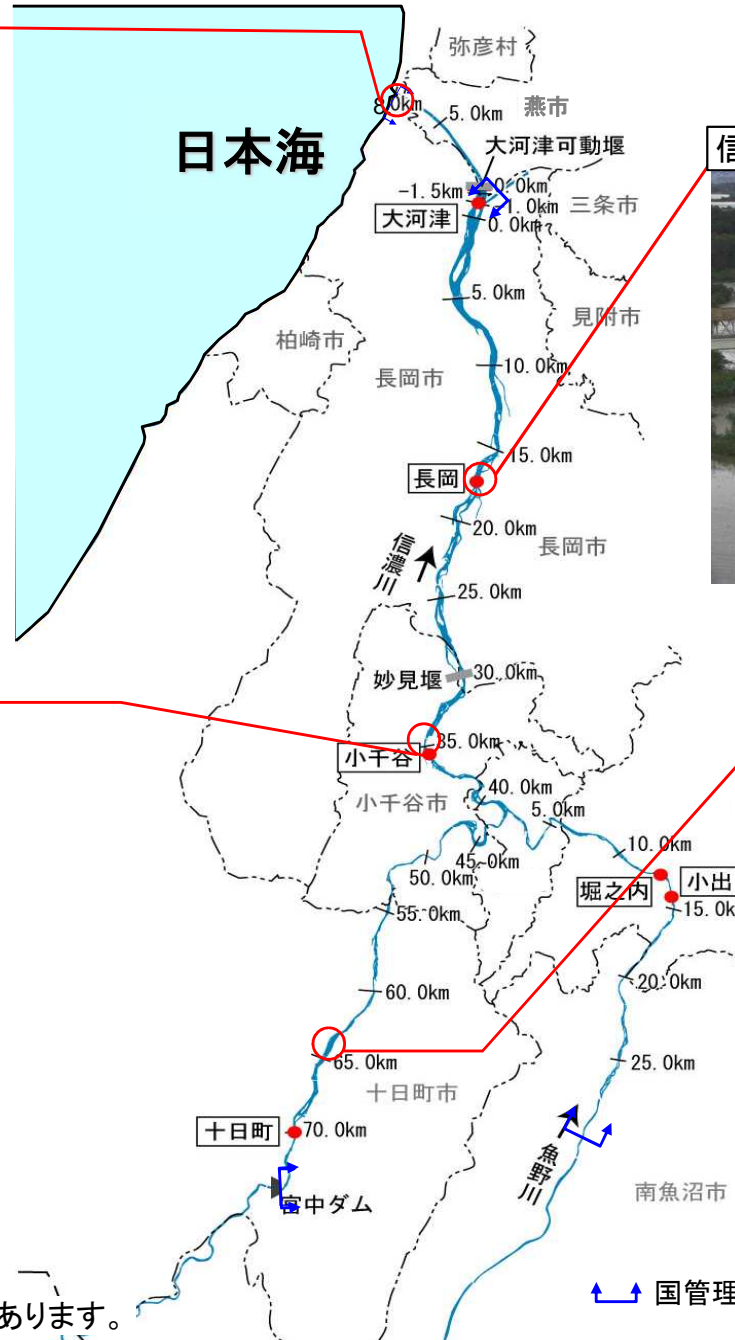 弥彦村
8.0km
5.0km
燕市
日本海
大河津可動堰
信
-1.5km
0.0km
-1.0km
三条市
大河津
0.0km
5.0km
見附市
柏崎市
長岡市
10.0km
15.0km
長岡
20.0km
長岡市
信濃川
25.0km
妙見堰
30.0km
35.0km
小千谷
小千谷市
40.0km
5.0km
10.0km
45.0km
50.0km
堀之内
小出
15.0k
55.0km
20.0km
60.0km
25.0km
65.0km
十日町市
十日町
70.0km
魚野川
宮中ダム
南魚沼市
国管理
あります。